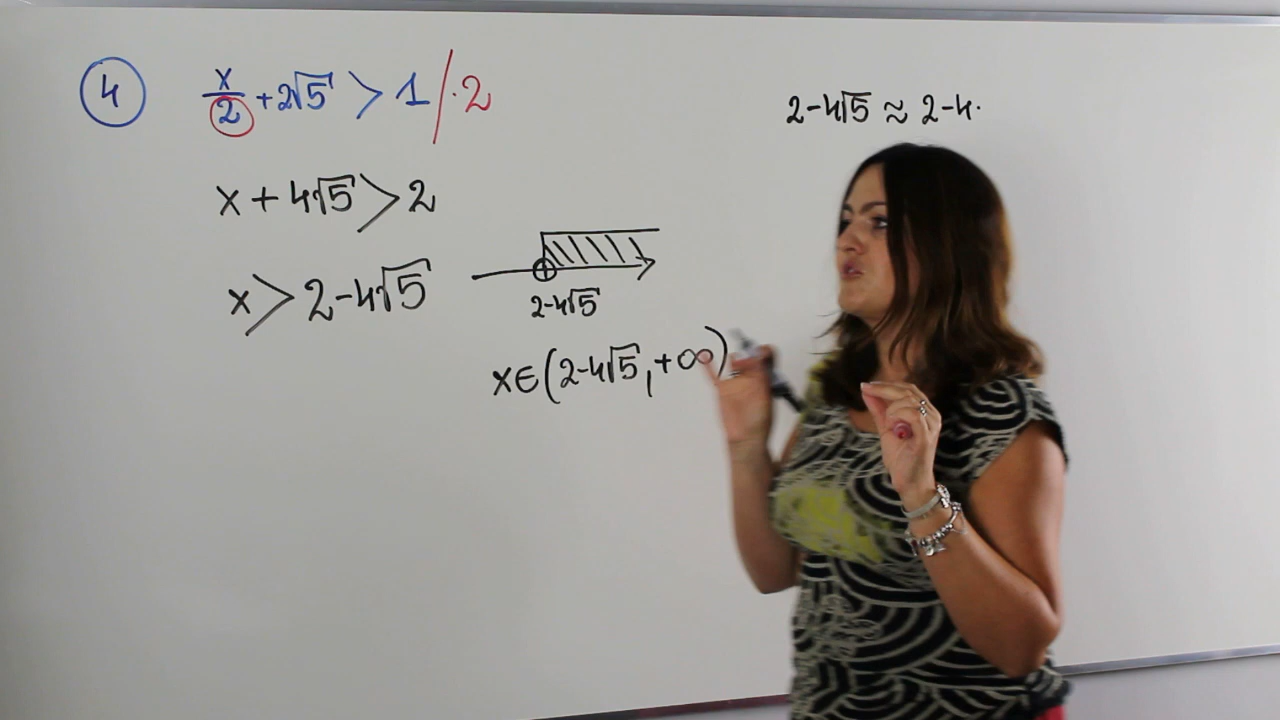 4 x/2 + 2√5 > 1 / ·2
x + 4√5 > 2
x > 2 - 4√5
2-4√5
x ∈ (2-4√5, +∞)
2-4√5 ≈ 2-4·